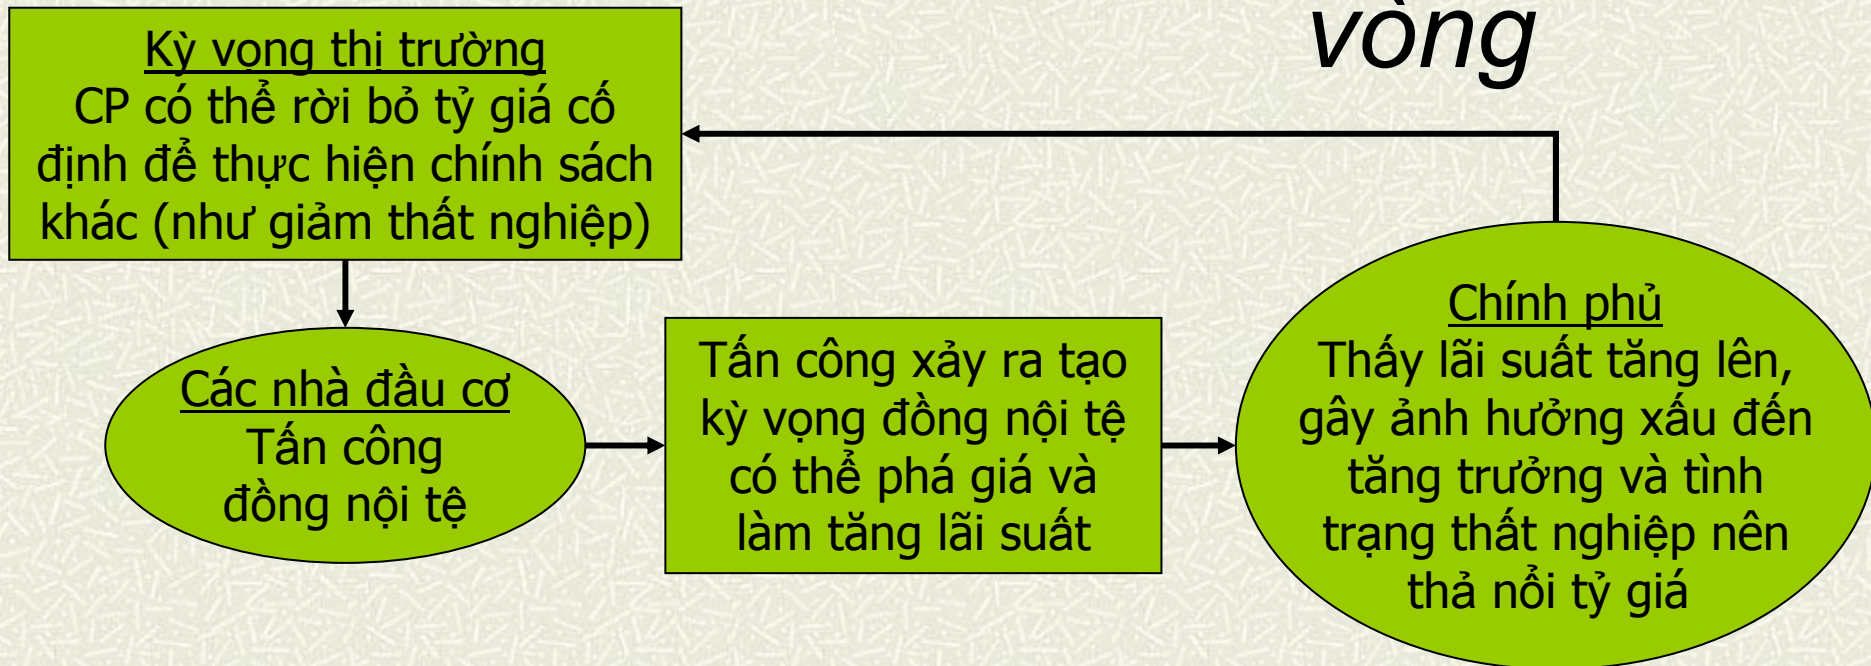 vòng
Kỳ vọng thị trường
CP có thể rời bỏ tỷ giá cố
định để thực hiện chính sách
khác (như giảm thất nghiệp)
Các nhà đầu cơ
Tấn công
đồng nội tệ
Tấn công xảy ra tạo
kỳ vọng đồng nội tệ
có thể phá giá và
làm tăng lãi suất
Chính phủ
Thấy lãi suất tăng lên,
gây ảnh hưởng xấu đến
tăng trưởng và tình
trạng thất nghiệp nên
thả nổi tỷ giá